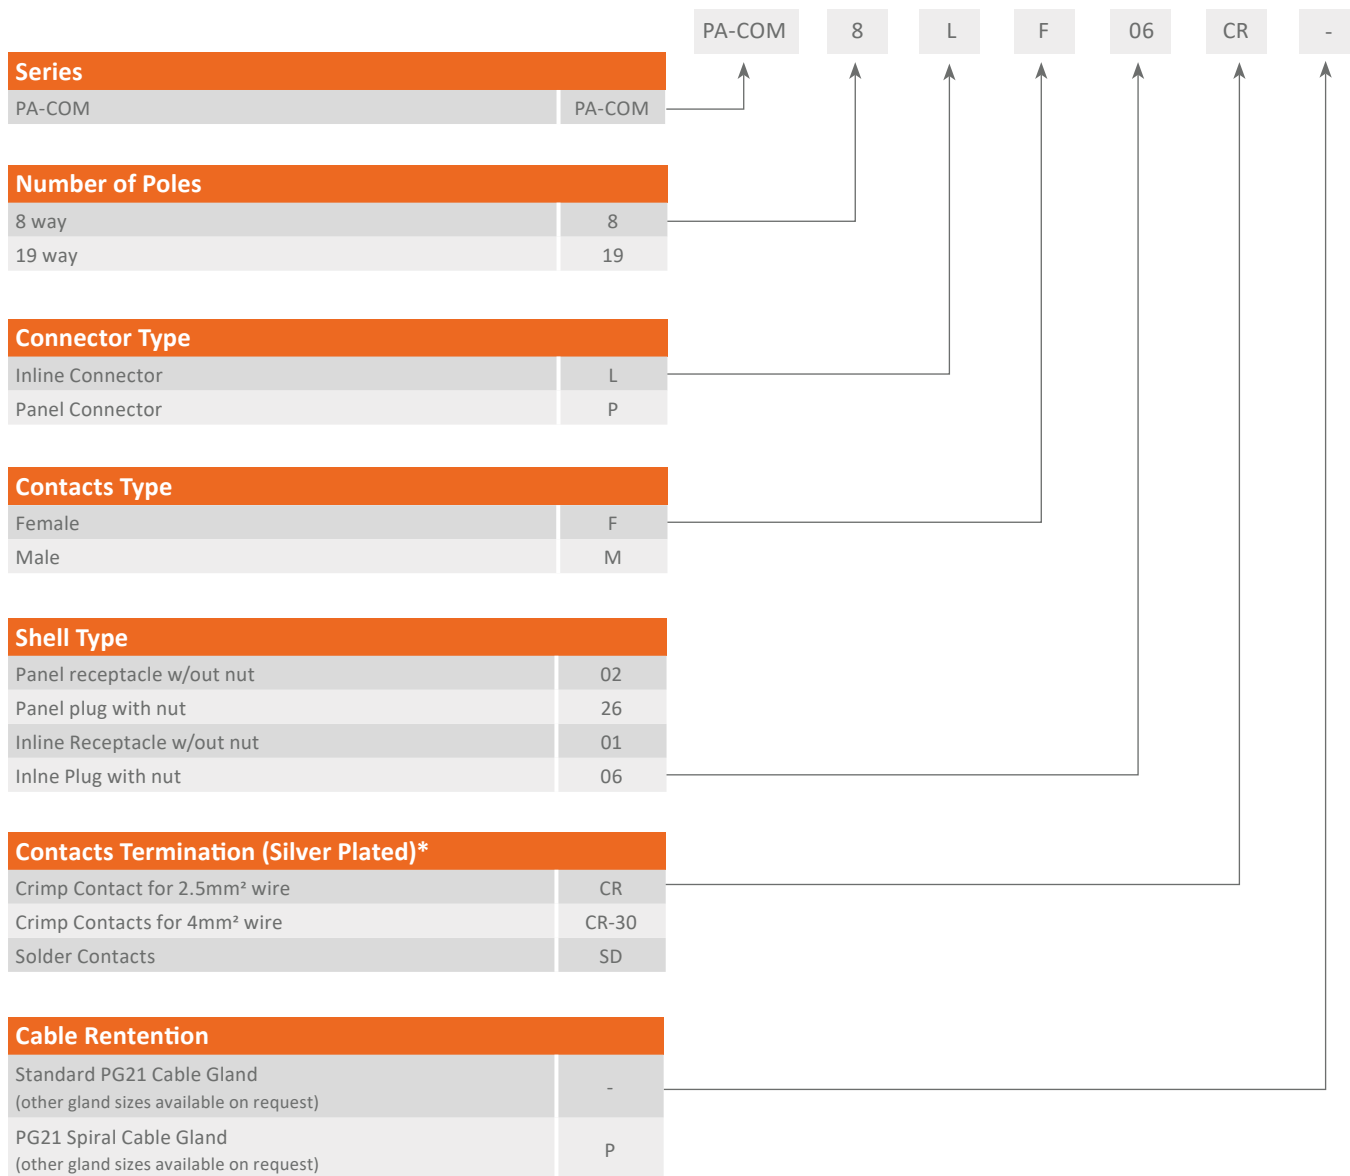 PA-COM 8 L F 06 CR -
Series
PA-COM PA-COM
Number of Poles
8 way 8
19 way 19
Connector Type
Inline Connector L
Panel Connector P
Contacts Type
Female F
Male M
Shell Type
Panel receptacle w/out nut 02
Panel plug with nut 26
Inline Receptacle w/out nut 01
Inlne Plug with nut 06
Contacts Termination (Silver Plated)*
Crimp Contact for 2.5mm² wire CR
Crimp Contacts for 4mm² wire CR-30
Solder Contacts SD
Cable Rentention
Standard PG21 Cable Gland
(other gland sizes available on request) -
PG21 Spiral Cable Gland
(other gland sizes available on request) P